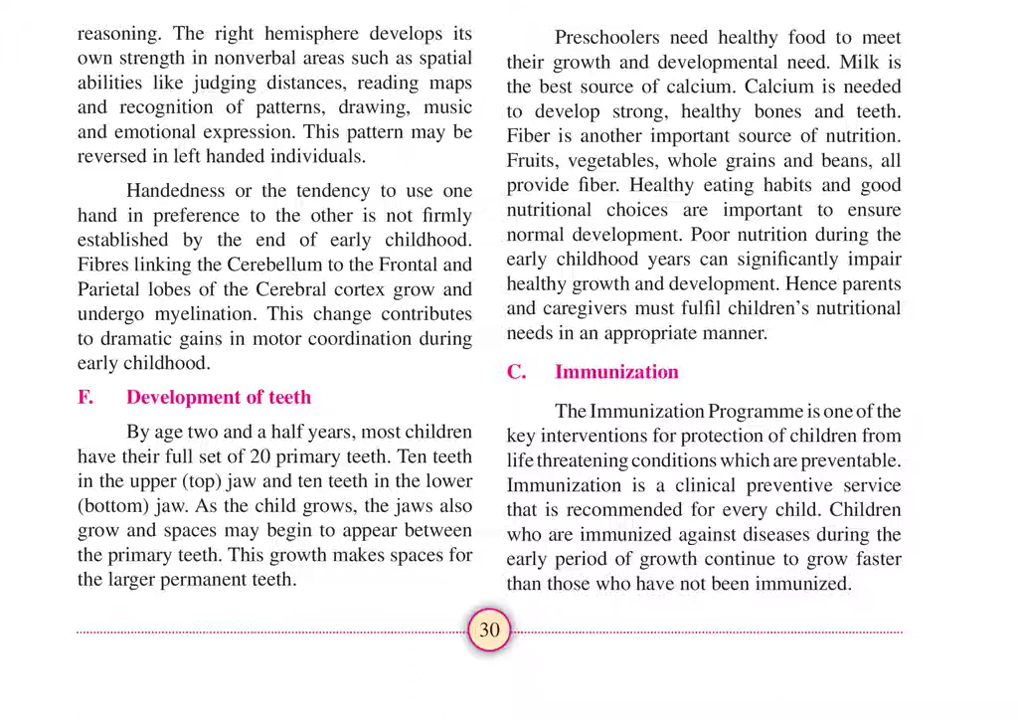 reasoning. The right hemisphere develops its
own strength in nonverbal areas such as spatial
abilities like judging distances, reading maps
and recognition of patterns, drawing, music
and emotional expression. This pattern may be
reversed in left handed individuals.
Handedness or the tendency to use one
hand in preference to the other is not firmly
established by the end of early childhood.
Fibres linking the Cerebellum to the Frontal and
Parietal lobes of the Cerebral cortex grow and
undergo myelination. This change contributes
to dramatic gains in motor coordination during
early childhood.
F. Development of teeth
By age two and a half years, most children
have their full set of 20 primary teeth. Ten teeth
in the upper (top) jaw and ten teeth in the lower
(bottom) jaw. As the child grows, the jaws also
grow and spaces may begin to appear between
the primary teeth. This growth makes spaces for
the larger permanent teeth.
Preschoolers need healthy food to meet
their growth and developmental need. Milk is
the best source of calcium. Calcium is needed
to develop strong, healthy bones and teeth.
Fiber is another important source of nutrition.
Fruits, vegetables, whole grains and beans, all
provide fiber. Healthy eating habits and good
nutritional choices are important to ensure
normal development. Poor nutrition during the
early childhood years can significantly impair
healthy growth and development. Hence parents
and caregivers must fulfil children's nutritional
needs in an appropriate manner.
C. Immunization
The Immunization Programme is one of the
key interventions for protection of children from
life threatening conditions which are preventable.
Immunization is a clinical preventive service
that is recommended for every child. Children
who are immunized against diseases during the
early period of growth continue to grow faster
than those who have not been immunized.
30